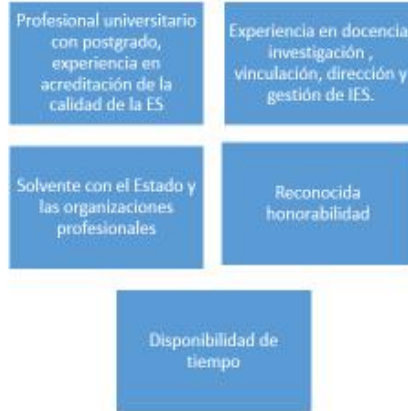 Profesional universitario
con postgrado,
experiencia en
acreditación de la
calidad de la ES
Experiencia en docencia
investigación ,
vinculación, dirección y
gestión de IES.
Solvente con el Estado y
las organizaciones
profesionales
Reconocida
honorabilidad
Disponibilidad de
tiempo